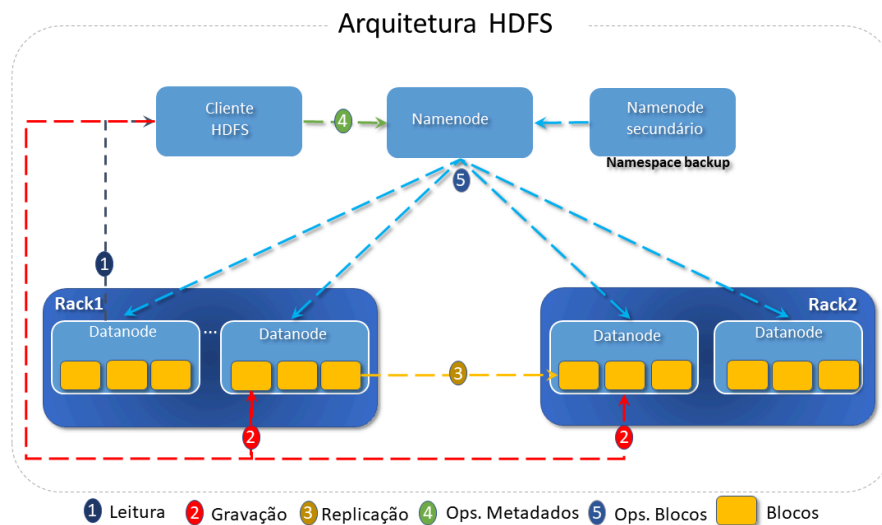 Arquitetura HDFS
Cliente
HDFS
4
Namenode
Namenode
secundário
Namespace backup
5
1
Rack1
Rack2
Datanode
...
Datanode
Datanode
Datanode
3
2
2
1 Leitura 2 Gravação 3 Replicação 4 Ops. Metadados 5 Ops. Blocos Blocos